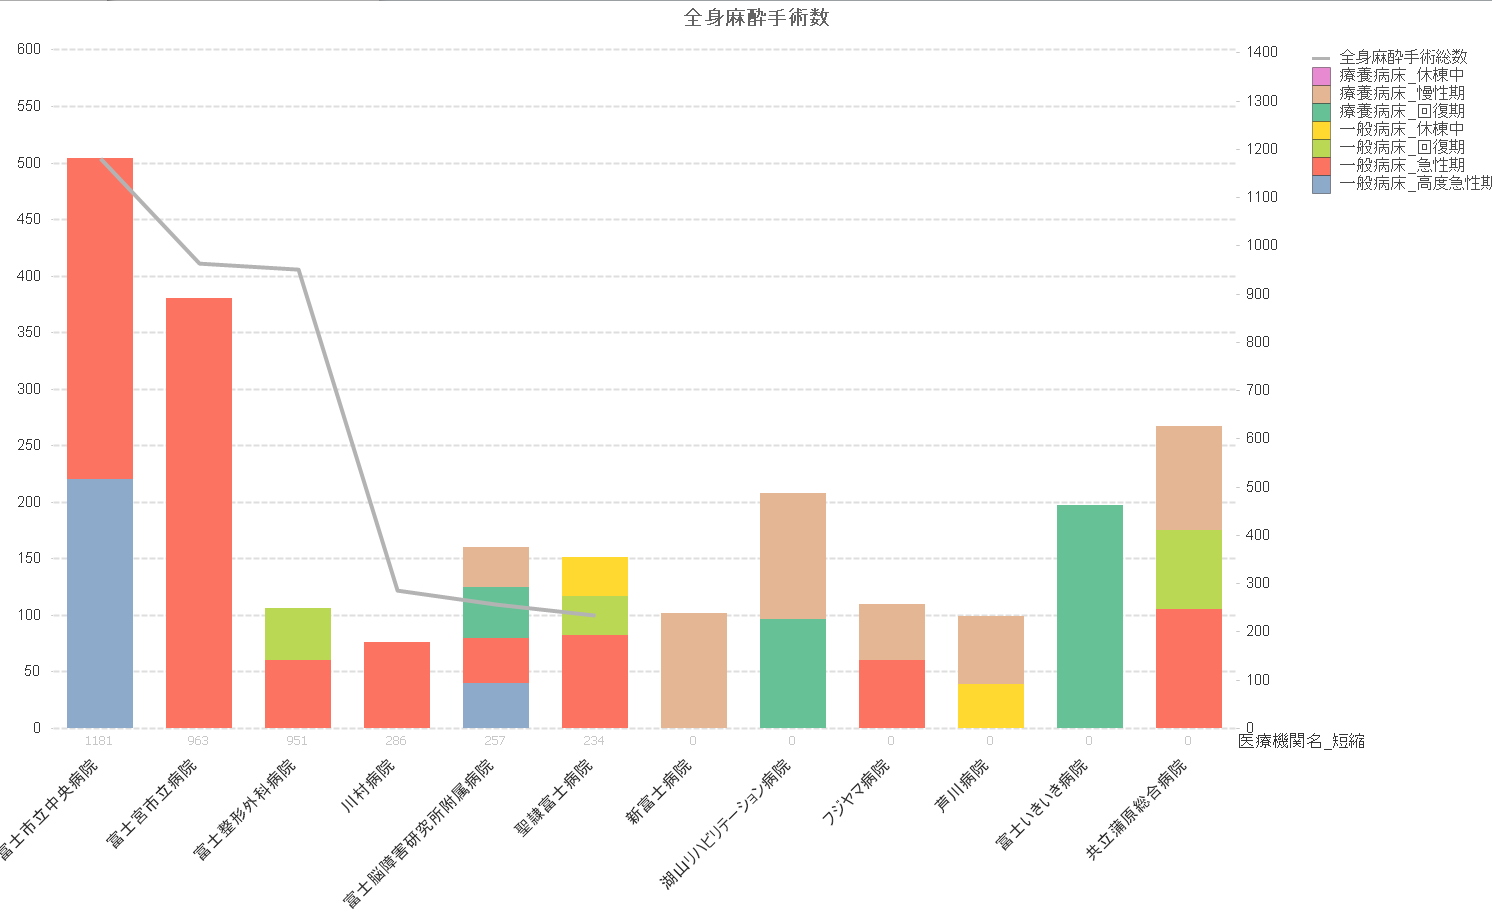 全身麻酔手術数
600
550
500
450
400
350
300
250
200
150
100
50
0
1400
1300
1200
1100
1000
900
800
700
600
500
400
300
200
100
0
全身麻酔手術総数
療養病床_休棟中
療養病床_慢性期
療養病床_回復期
一般病床_休棟中
一般病床_回復期
一般病床_急性期
一般病床_高度急性期
1181 963 951 286 257 234 0 0 0 0 0 0
医療機関名_短縮
富士市立中央病院
富士宮市立病院
富士整形外科病院
川村病院
富士脳障害研究所附属病院
聖隷富士病院
新富士病院
湖山リハビリテーション病院
フジヤマ病院
芦川病院
富士いきいき病院
共立蒲原総合病院